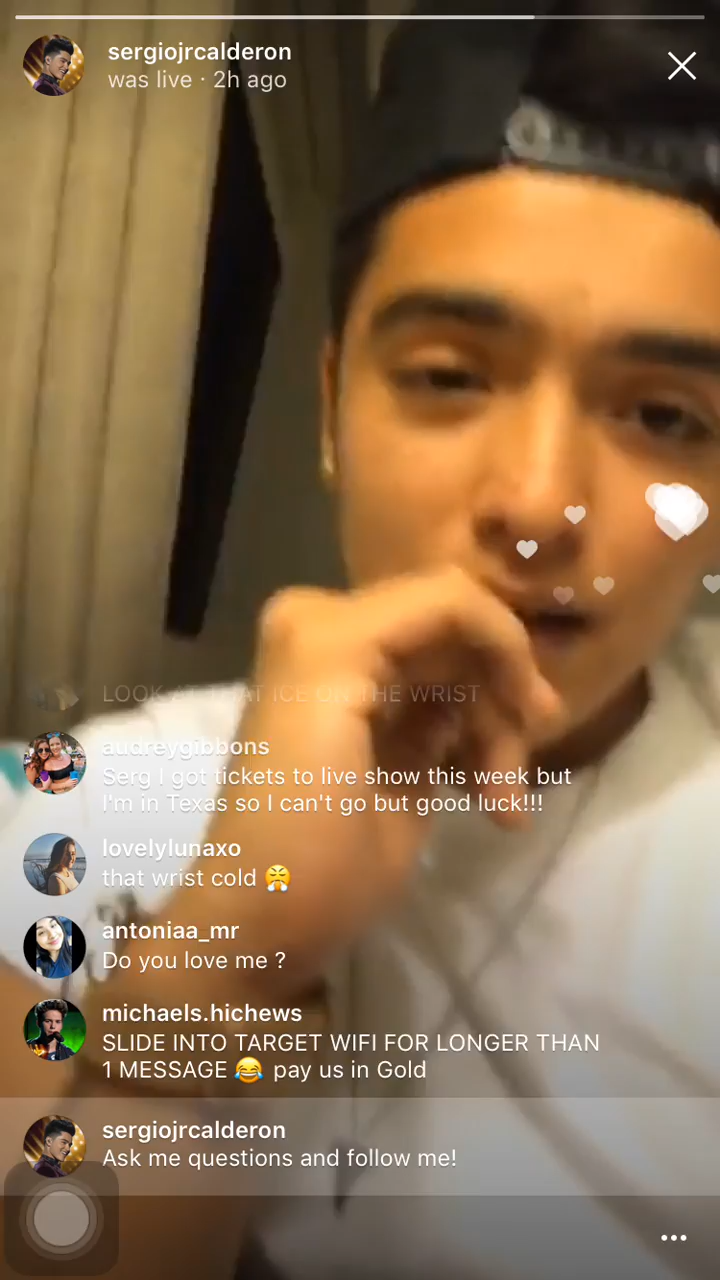 sergiojrcalderon
was live · 2h ago
LOOK AT THAT ICE ON THE WRIST
audreygibbons
Serg I got tickets to live show this week but
I'm in Texas so I can't go but good luck!!!
lovelylunaxo
that wrist cold 😤
antoniaa_mr
Do you love me ?
michaels.hichews
SLIDE INTO TARGET WIFI FOR LONGER THAN
1 MESSAGE 😂 pay us in Gold
sergiojrcalderon
Ask me questions and follow me!